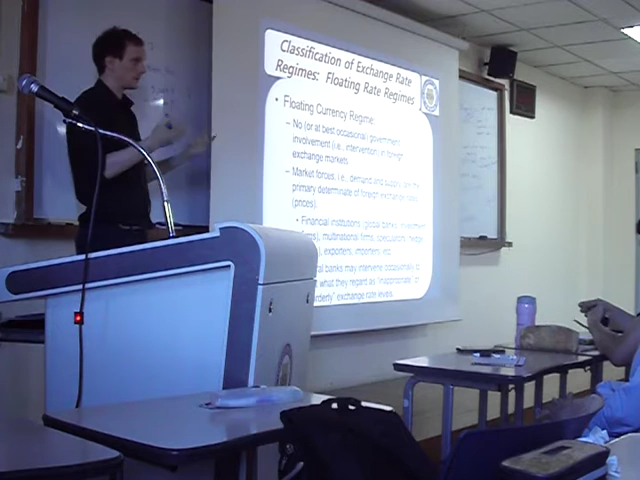 Classification of Exchange Rate
Regimes: Floating Rate Regimes
• Floating Currency Regime:
– No (or at best occasional) government
involvement (i.e., intervention) in foreign
exchange markets
– Market forces, i.e., demand and supply are the
primary determinate of foreign exchange rates
(prices).
• Financial institutions (global banks, investment
firms), multinational firms, speculators, hedge
exporters, importers, etc.
banks may intervene occasionally to
what they regard as "inappropriate" or
exchange rate levels.